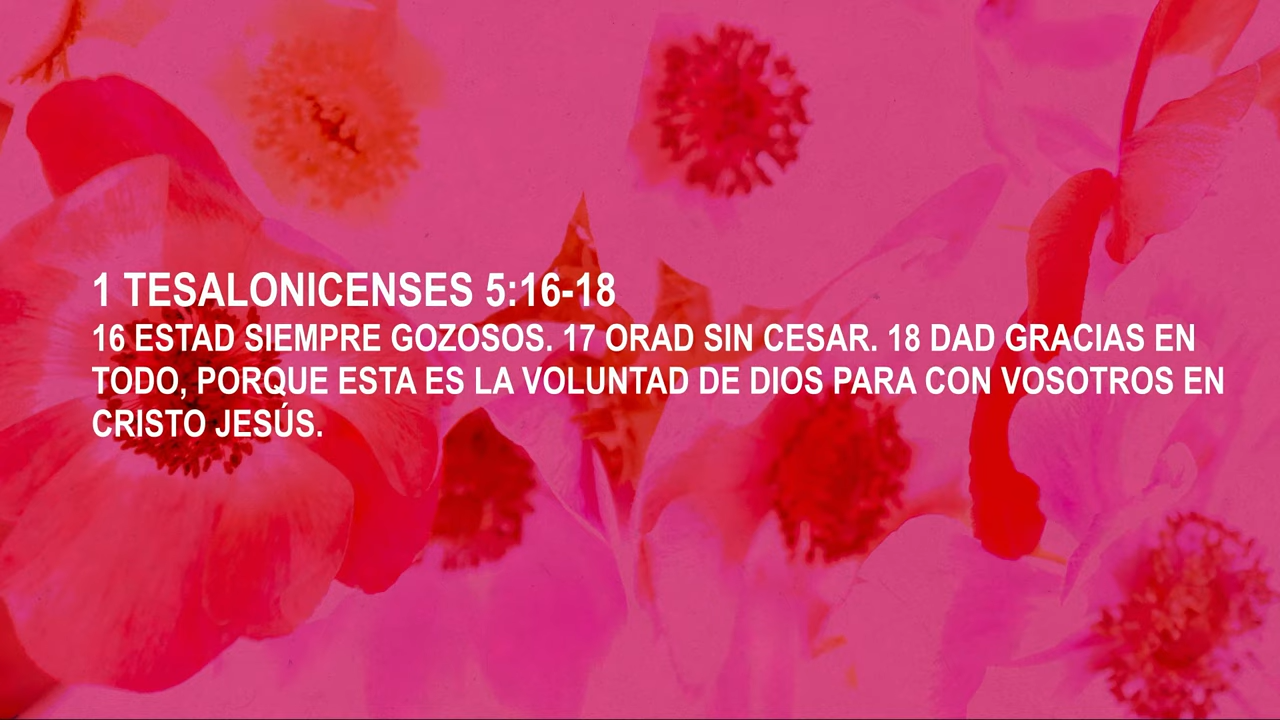 1 TESALONICENSES 5:16-18
16 ESTAD SIEMPRE GOZOSOS. 17 ORAD SIN CESAR. 18 DAD GRACIAS EN
TODO, PORQUE ESTA ES LA VOLUNTAD DE DIOS PARA CON VOSOTROS EN
CRISTO JESÚS.